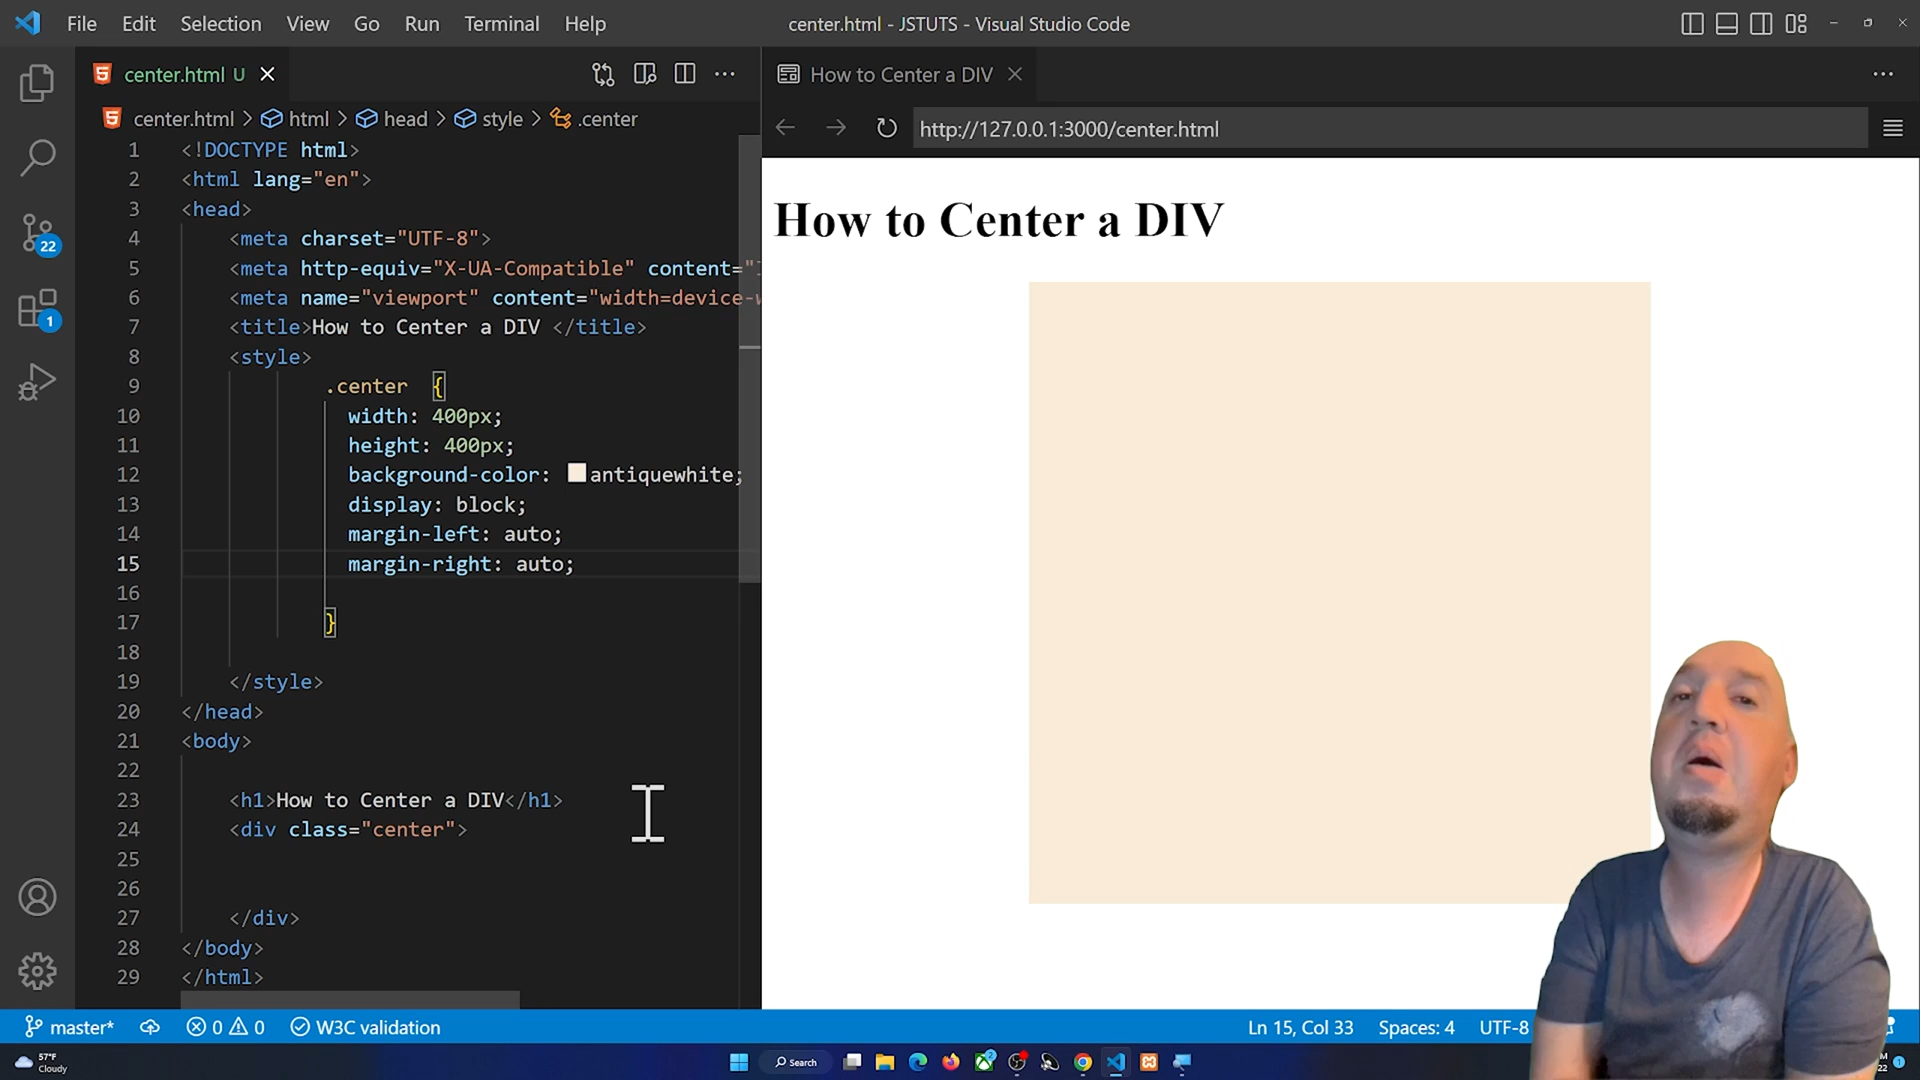 File Edit Selection View Go Run Terminal Help
center.html - JSTUTS - Visual Studio Code
center.html U
How to Center a DIV
center.html > html > head > style > .center
http://127.0.0.1:3000/center.html
1 <!DOCTYPE html>
2 <html lang="en">
3 <head>
4 <meta charset="UTF-8">
5 <meta http-equiv="X-UA-Compatible" content="
6 <meta name="viewport" content="width=device-
7 <title>How to Center a DIV </title>
8 <style>
9 .center {
10 width: 400px;
11 height: 400px;
12 background-color: antiquewhite;
13 display: block;
14 margin-left: auto;
15 margin-right: auto;
16
17 }
18
19 </style>
20 </head>
21 <body>
22
23 <h1>How to Center a DIV</h1>
24 <div class="center">
25
26
27 </div>
28 </body>
29 </html>
How to Center a DIV
22
1
master* 0 0 W3C validation
Ln 15, Col 33 Spaces: 4 UTF-8
57°F
Cloudy
Search
2
M
22
1